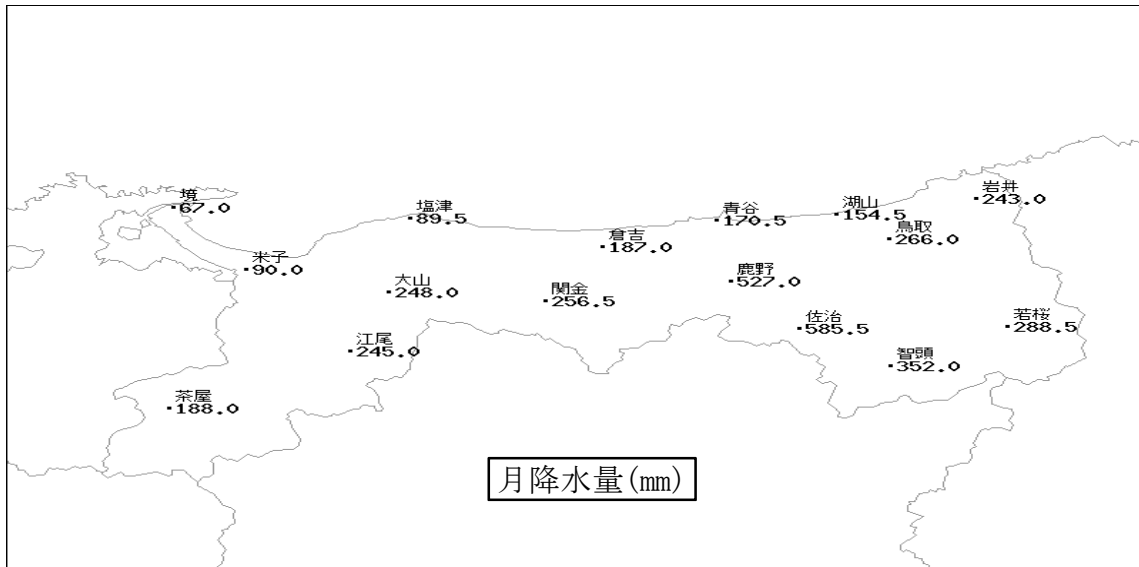 境
・67.0
塩津
・89.5
青谷
・170.5
湖山
・154.5
岩井
・243.0
鳥取
・266.0
倉吉
・187.0
米子
・90.0
大山
・248.0
関金
・256.5
鹿野
・527.0
佐治
・585.5
若桜
・288.5
江尾
・245.0
智頭
・352.0
茶屋
・188.0
月降水量(mm)